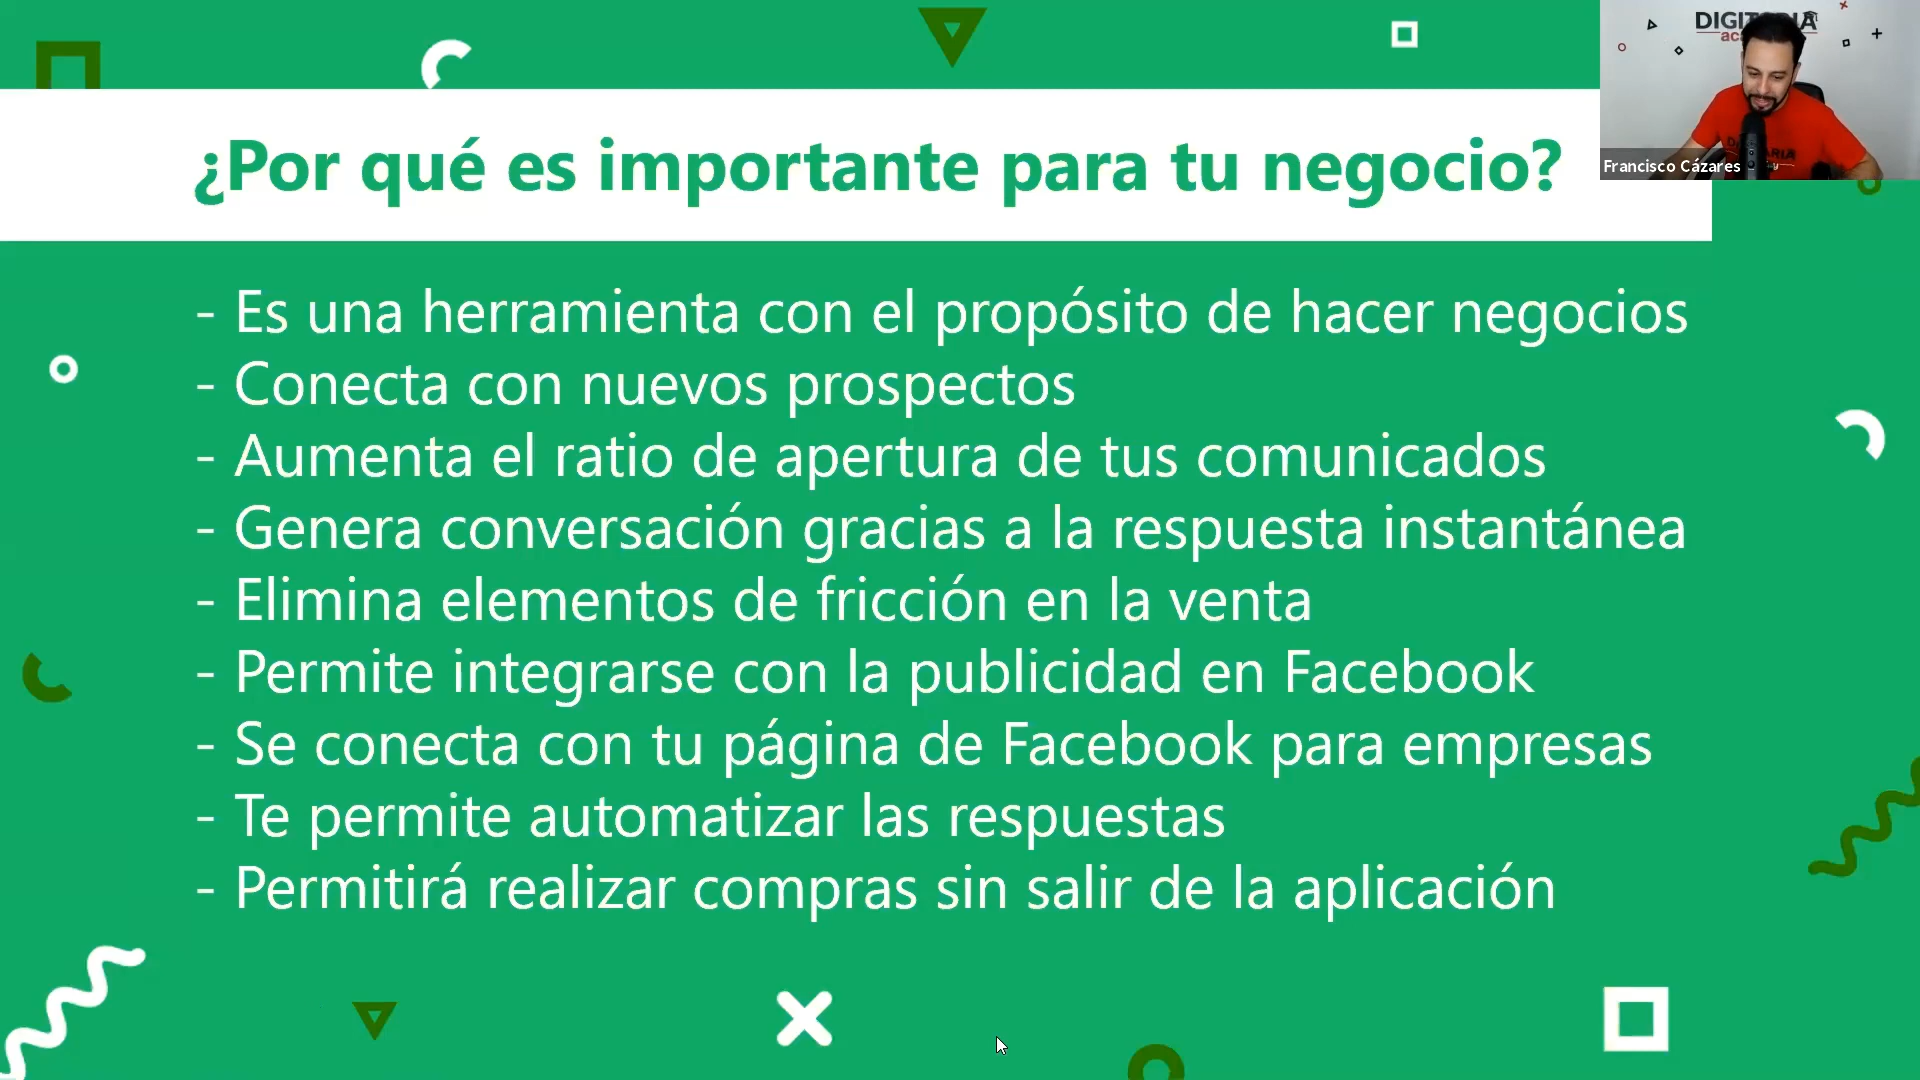 ¿Por qué es importante para tu negocio?
- Es una herramienta con el propósito de hacer negocios
- Conecta con nuevos prospectos
- Aumenta el ratio de apertura de tus comunicados
- Genera conversación gracias a la respuesta instantánea
- Elimina elementos de fricción en la venta
- Permite integrarse con la publicidad en Facebook
- Se conecta con tu página de Facebook para empresas
- Te permite automatizar las respuestas
- Permitirá realizar compras sin salir de la aplicación
Francisco Cázares